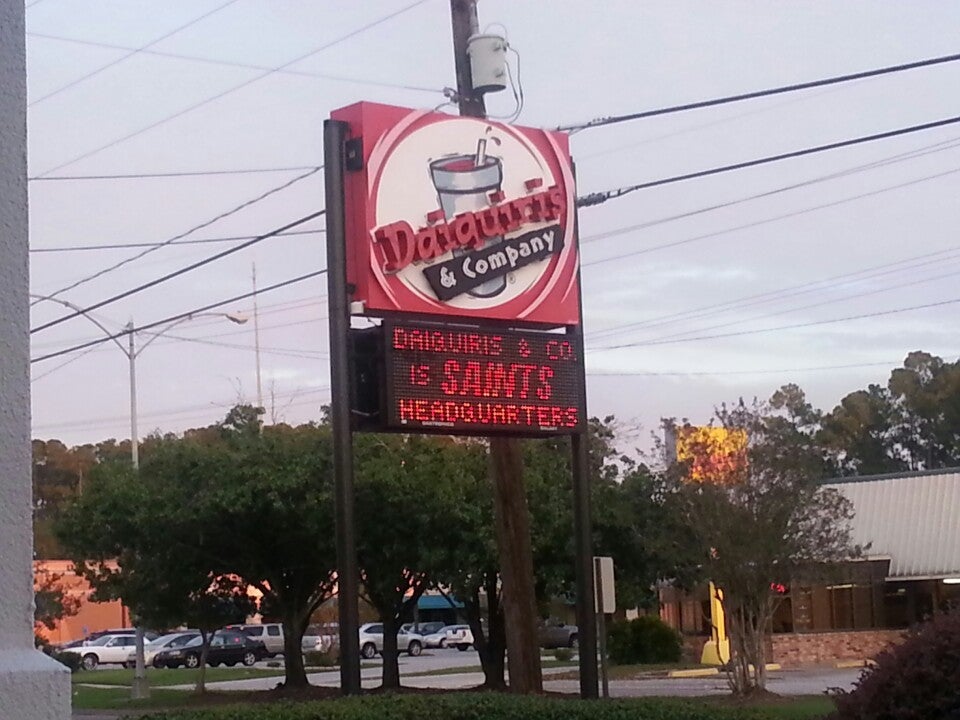 Daiquiris
& Company
DAIQUIRIS & CO.
IS SAINTS
HEADQUARTERS